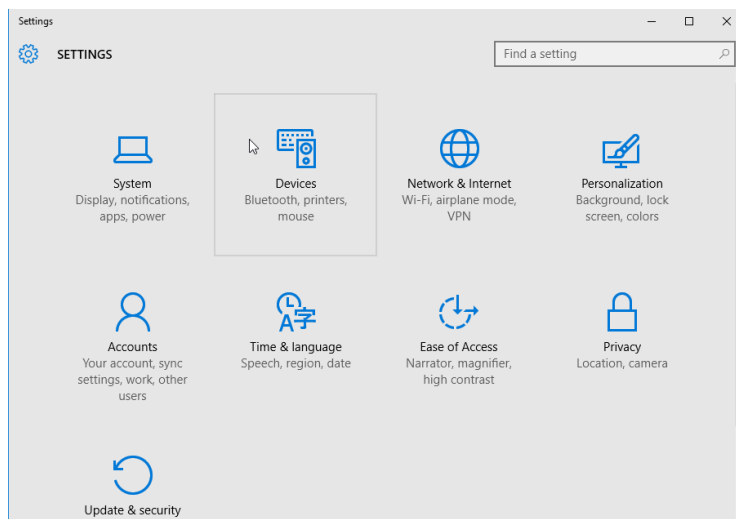 Settings
SETTINGS
Find a setting
System
Display, notifications,
apps, power
Devices
Bluetooth, printers,
mouse
Network & Internet
Wi-Fi, airplane mode,
VPN
Personalization
Background, lock
screen, colors
Accounts
Your account, sync
settings, work, other
users
Time & language
Speech, region, date
Ease of Access
Narrator, magnifier,
high contrast
Privacy
Location, camera
Update & security